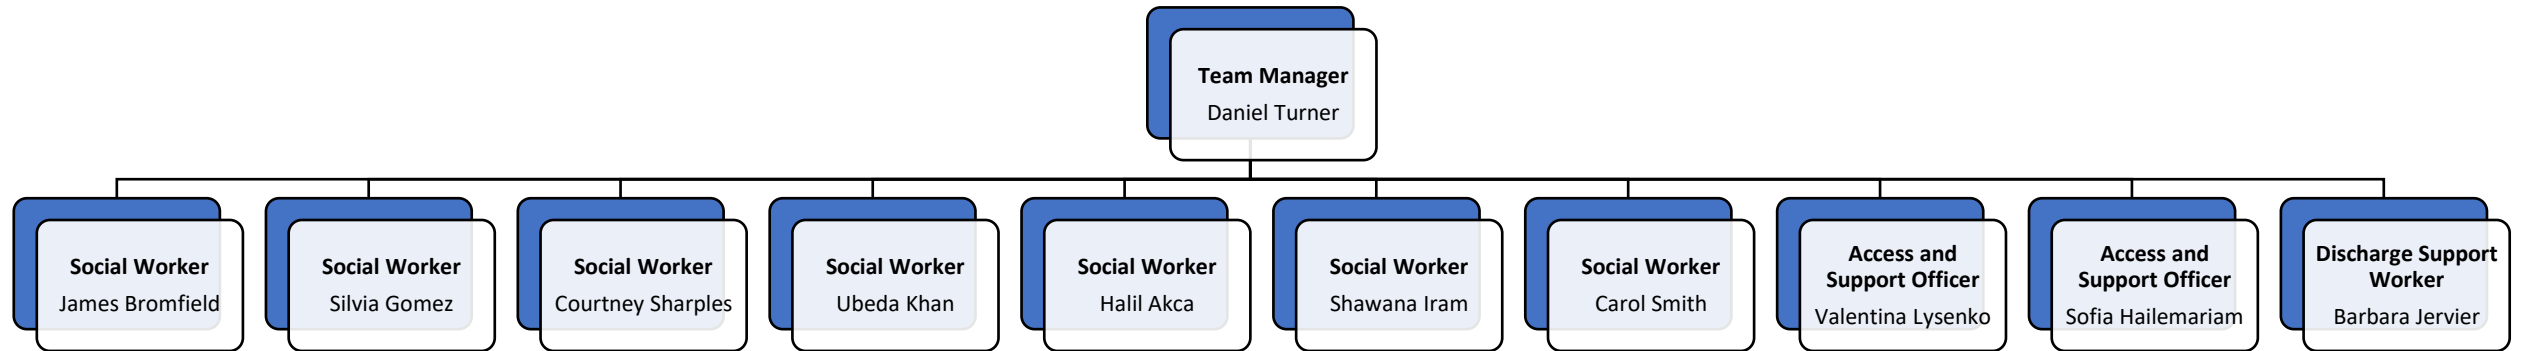 Team Manager
Daniel Turner
Social Worker
James Bromfield
Social Worker
Silvia Gomez
Social Worker
Courtney Sharples
Social Worker
Ubeda Khan
Social Worker
Halil Akca
Social Worker
Shawana Iram
Social Worker
Carol Smith
Access and
Support Officer
Valentina Lysenko
Access and
Support Officer
Sofia Hailemariam
Discharge Support
Worker
Barbara Jervier